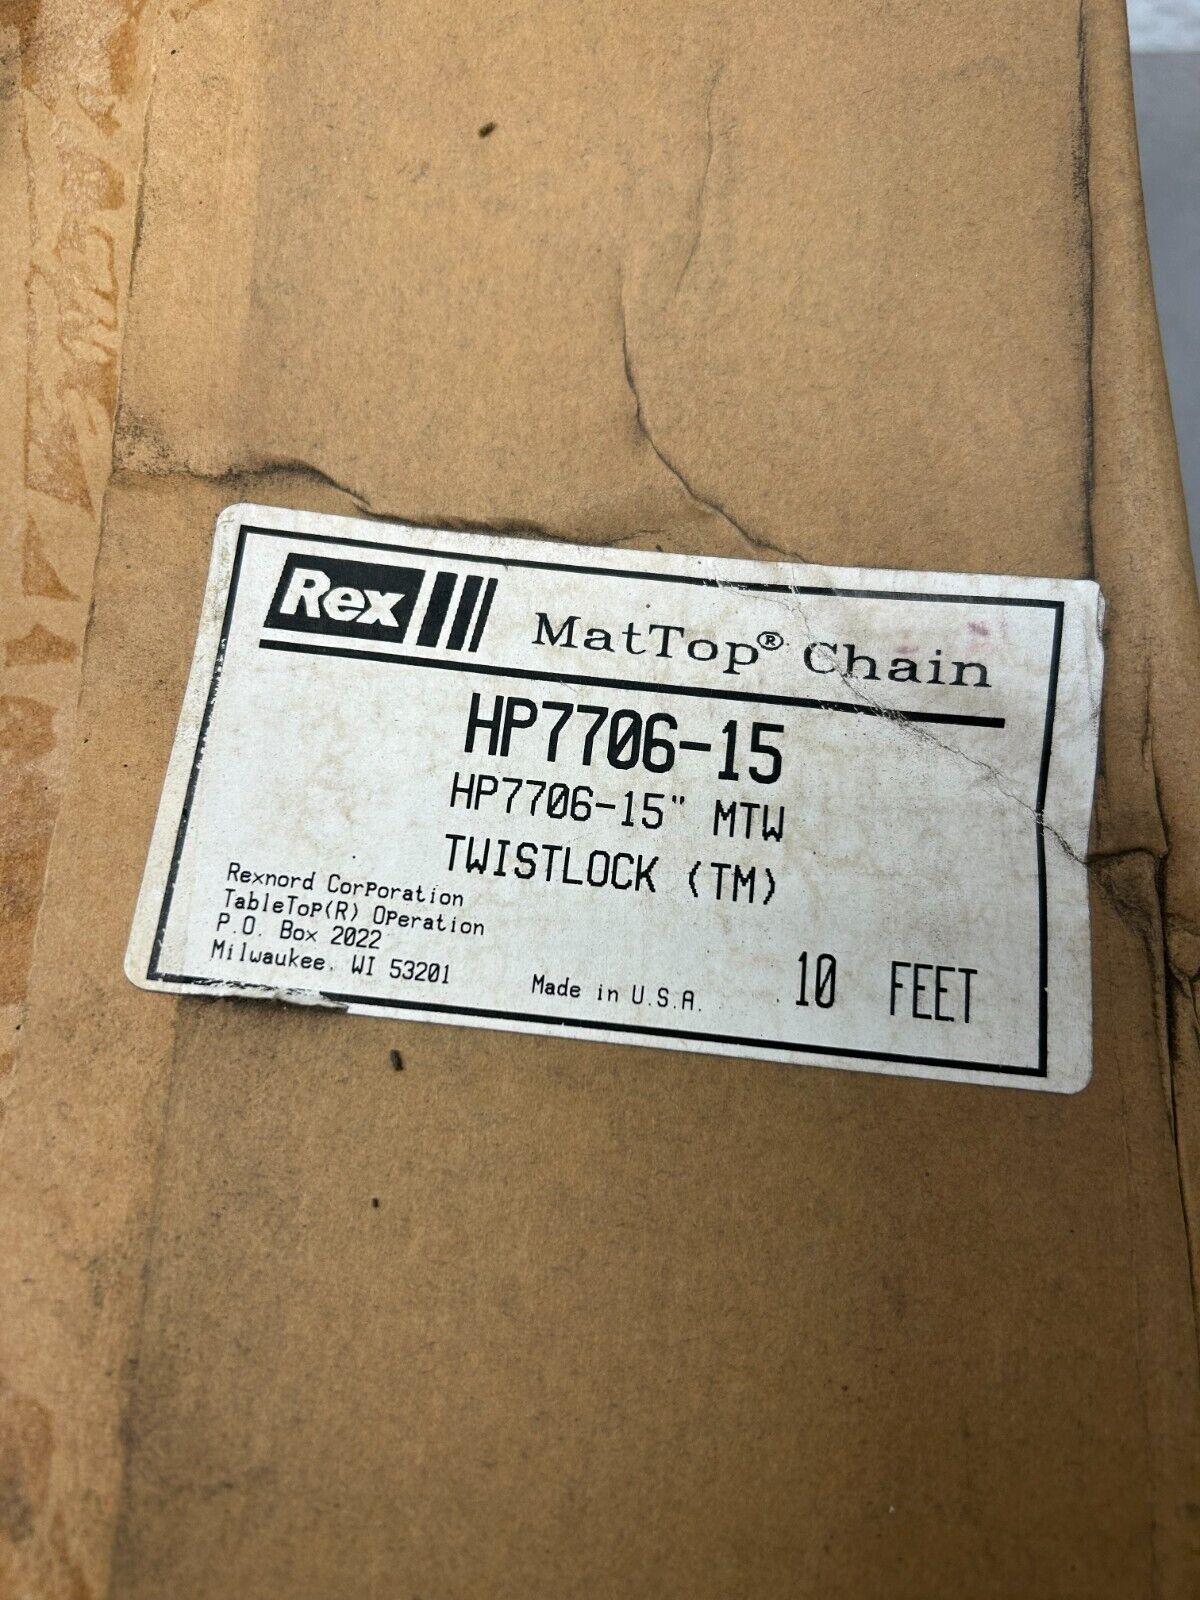 Rex MatTop® Chain
HP7706-15
HP7706-15" MTW
TWISTLOCK (TM)
Rexnord CorPoration
TableToP(R) OPeration
P.O. Box 2022
Milwaukee, WI 53201
Made in U.S.A.
10 FEET